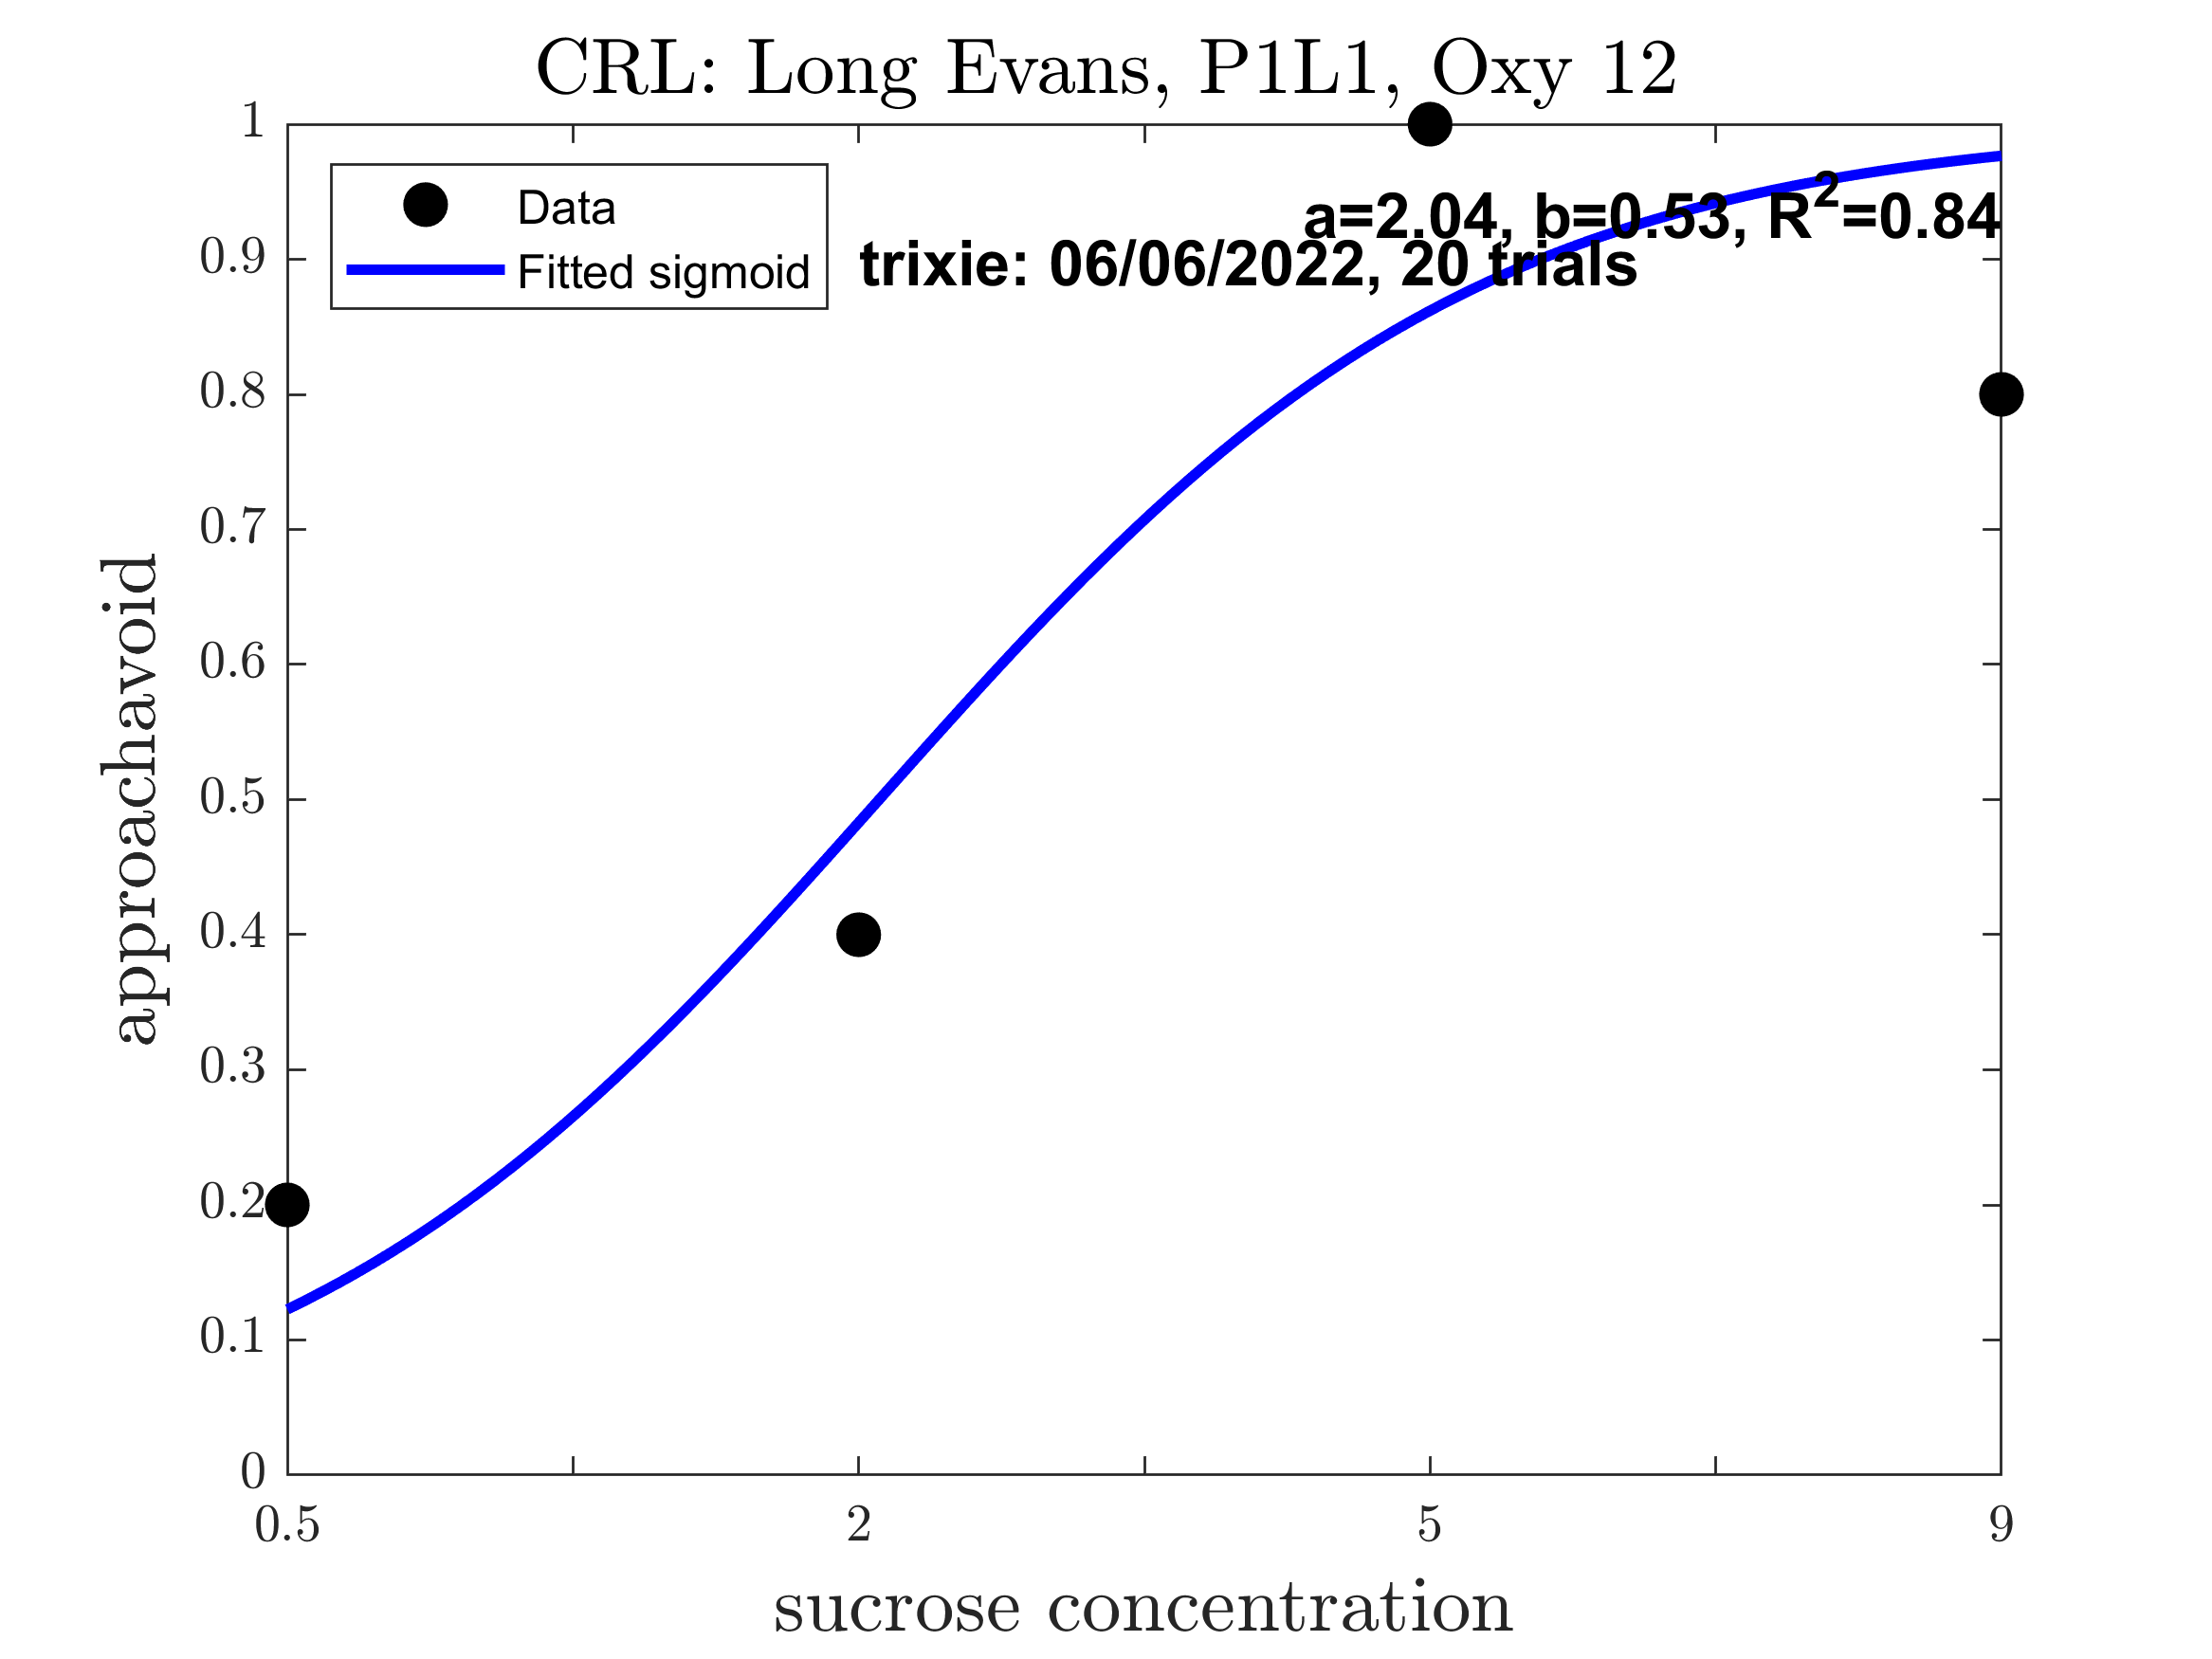 CRL: Long Evans, P1L1, Oxy 12
1
Data
a=2.04, b=0.53, R²=0.84
0.9
Fitted sigmoid
trixie: 06/06/2022, 20 trials
0.8
0.7
0.6
0.5
0.4
0.3
0.2
0.1
0
approachavoid
0.5 2 5 9
sucrose concentration